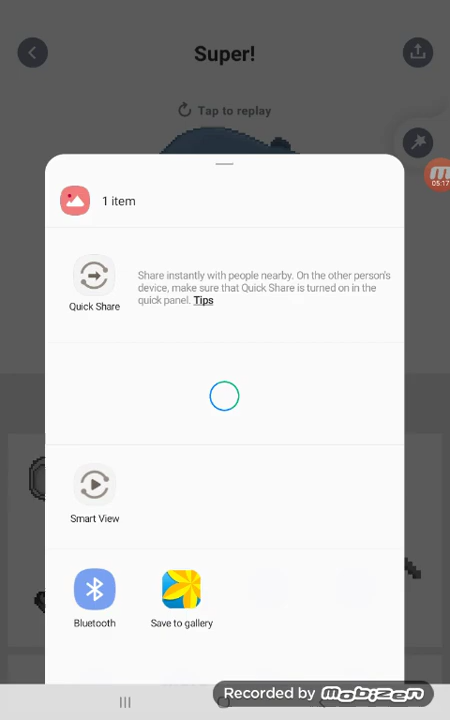 Super!
Tap to replay
05:17
1 item
Share instantly with people nearby. On the other person's
device, make sure that Quick Share is turned on in the
quick panel. Tips
Quick Share
Smart View
Bluetooth
Save to gallery
Recorded by Mobizen